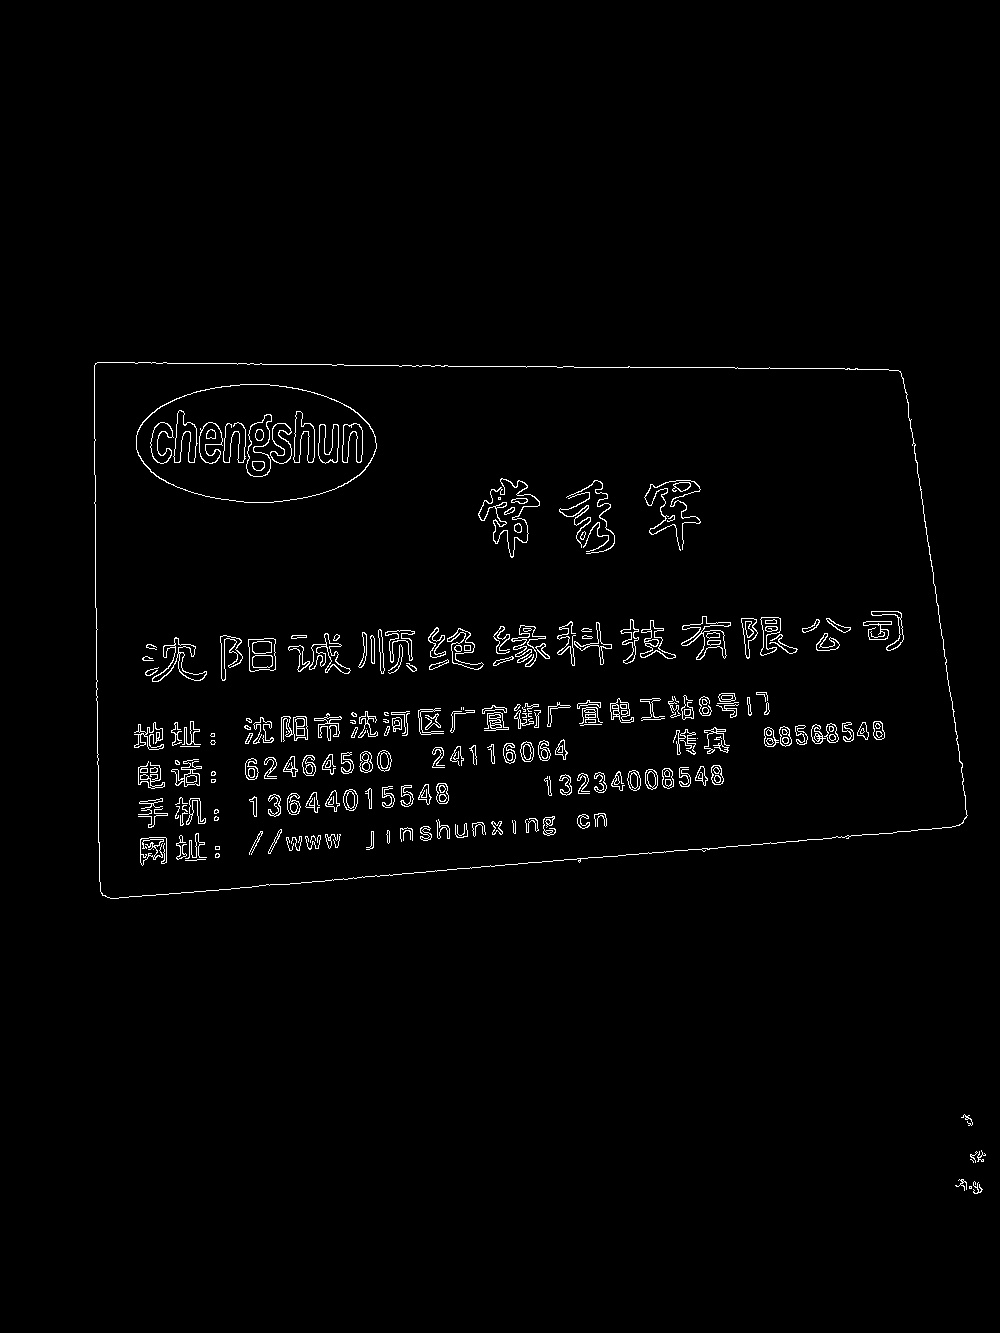 chengshun
常秀军
沈阳诚顺绝缘科技有限公司
地址：沈阳市沈河区广宜街广宜电工站8号门
电话：62464580 24116064 传真 88568548
手机：13644015548 13234008548
网址：//www jinshunxing cn